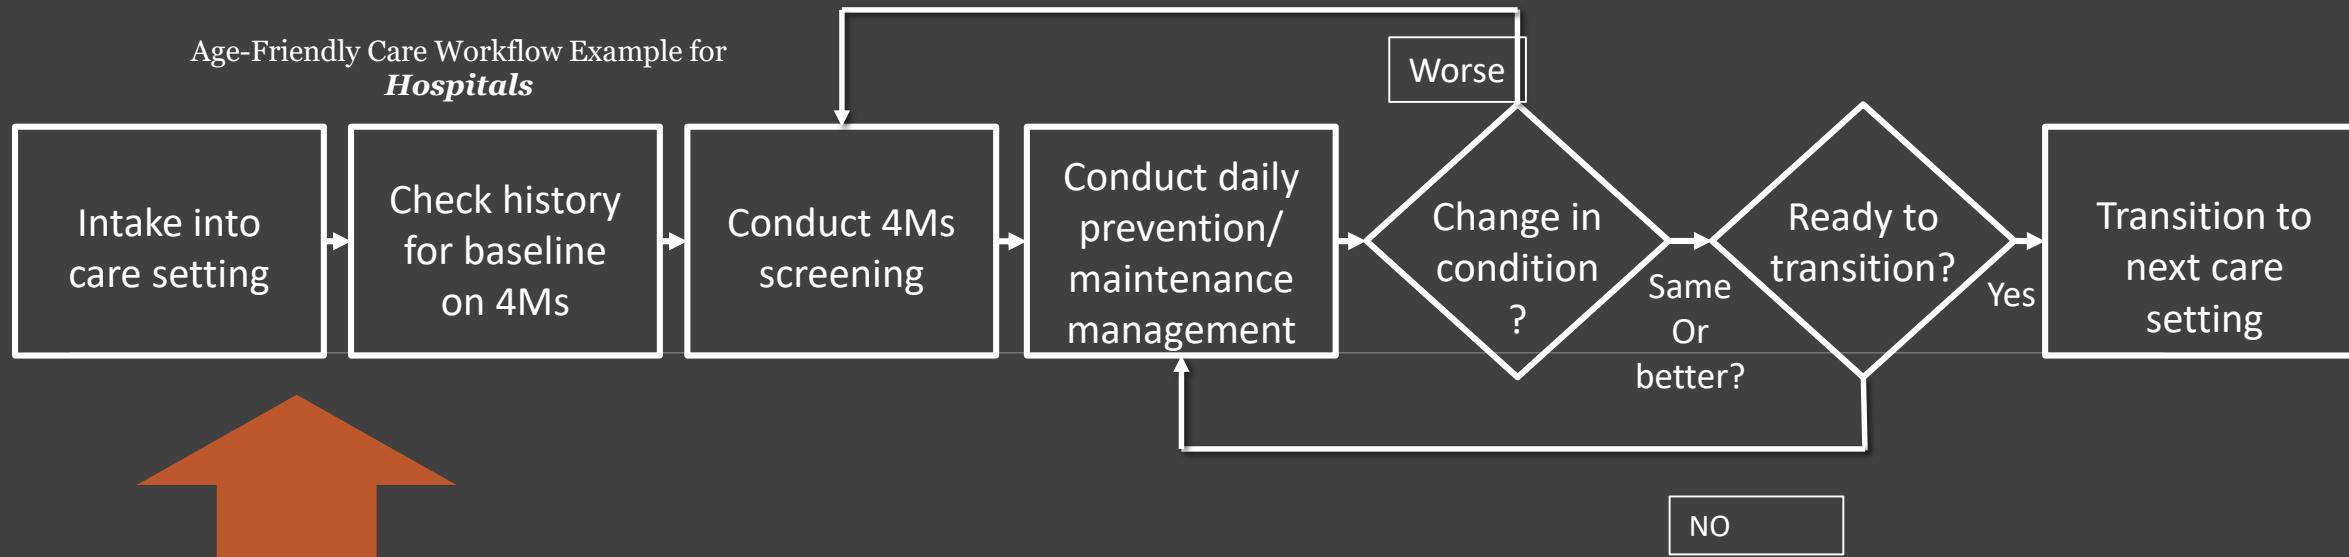 Age-Friendly Care Workflow Example for
Hospitals
Worse
Intake into
care setting
Check history
for baseline
on 4Ms
Conduct 4Ms
screening
Conduct daily
prevention/
maintenance
management
Change in
condition
?
Same
Or
better?
Ready to
transition?
Yes
Transition to
next care
setting
NO